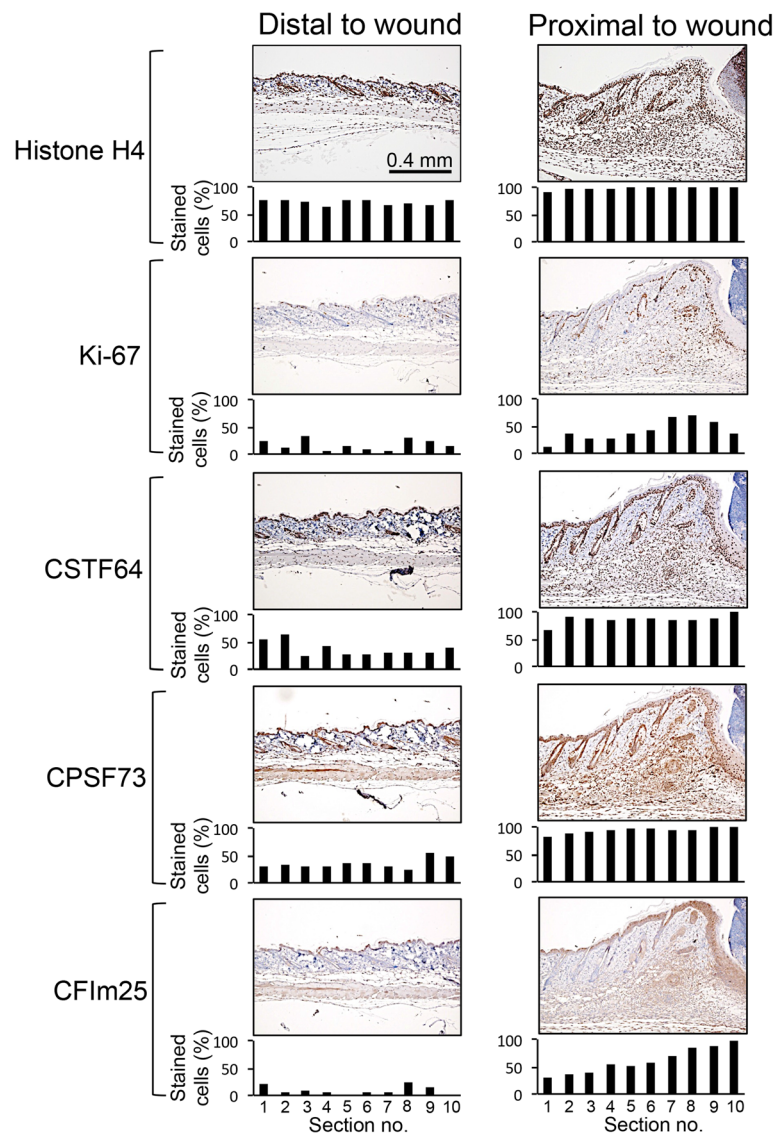 Distal to wound
Proximal to wound
Histone H4
0.4 mm
Stained cells (%)
100
50
0
100
50
0
Ki-67
Stained cells (%)
100
50
0
100
50
0
CSTF64
Stained cells (%)
100
50
0
100
50
0
CPSF73
Stained cells (%)
100
50
0
100
50
0
CFIm25
Stained cells (%)
100
50
0
100
50
0
1 2 3 4 5 6 7 8 9 10
1 2 3 4 5 6 7 8 9 10
Section no.
Section no.